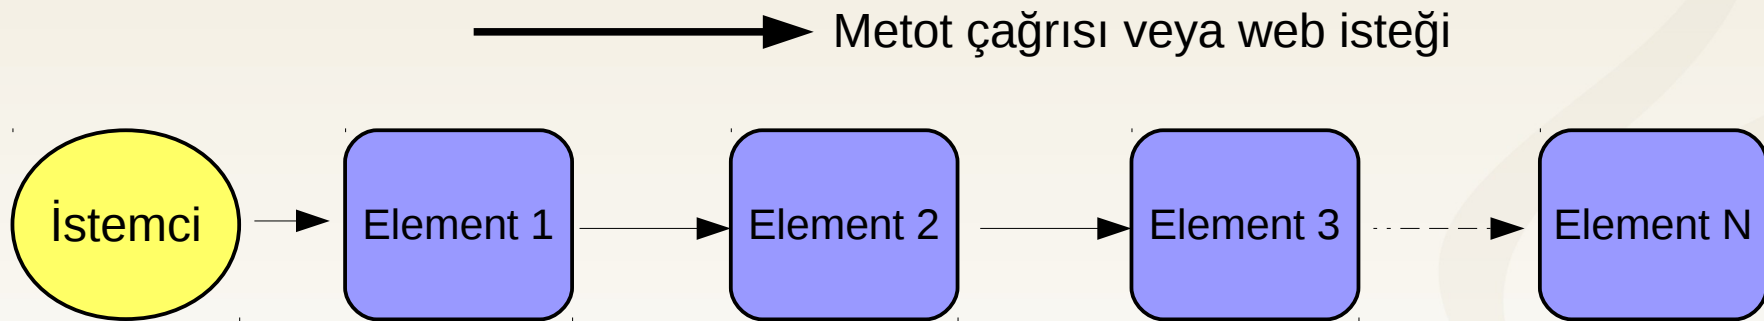 Metot çağrısı veya web isteği
İstemci
Element 1
Element 2
Element 3
Element N